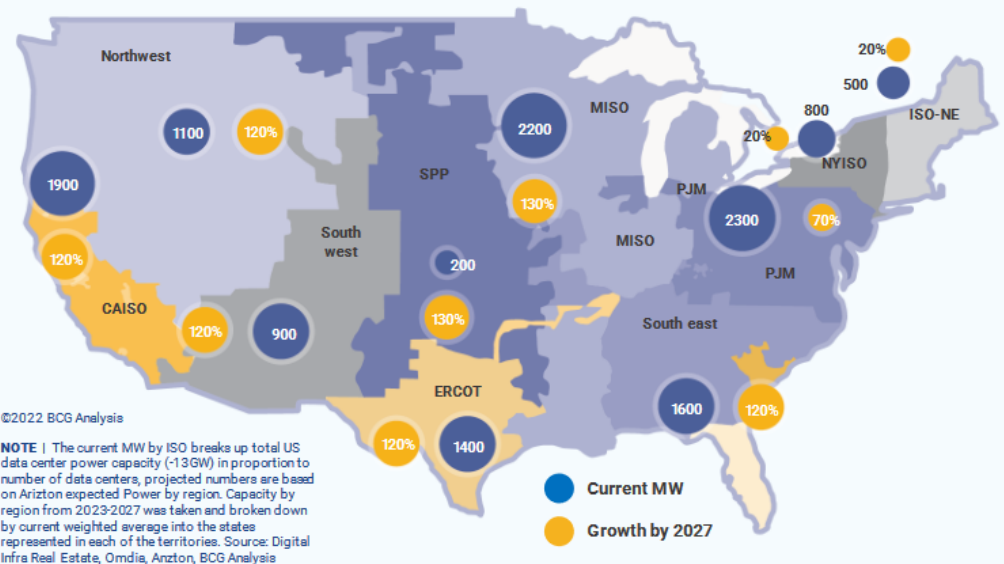 Northwest
1100
120%
1900
120%
CAISO
120%
900
South
west
SPP
200
130%
ERCOT
120%
1400
MISO
2200
130%
MISO
PJM
2300
70%
PJM
South east
1600
120%
20%
500
800
20%
ISO-NE
NYISO
Current MW
Growth by 2027
©2022 BCG Analysis
NOTE | The current MW by ISO breaks up total US
data center power capacity (-13GW) in proportion to
number of data centers, projected numbers are based
on Arizton expected Power by region. Capacity by
region from 2023-2027 was taken and broken down
by current weighted average into the states
represented in each of the territories. Source: Digital
Infra Real Estate, Omdia, Anzton, BCG Analysis